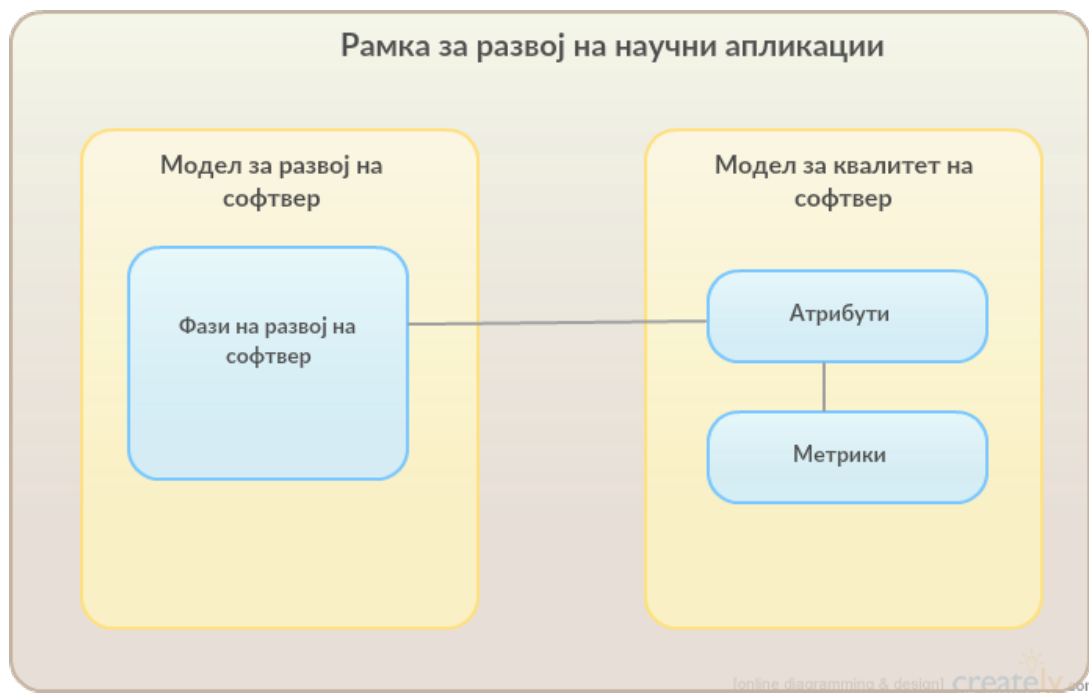 Рамка за развој на научни апликации
Модел за развој на
софтвер
Модел за квалитет на
софтвер
Фази на развој на
софтвер
Атрибути
Метрики
[online diagramming & design] creately.com